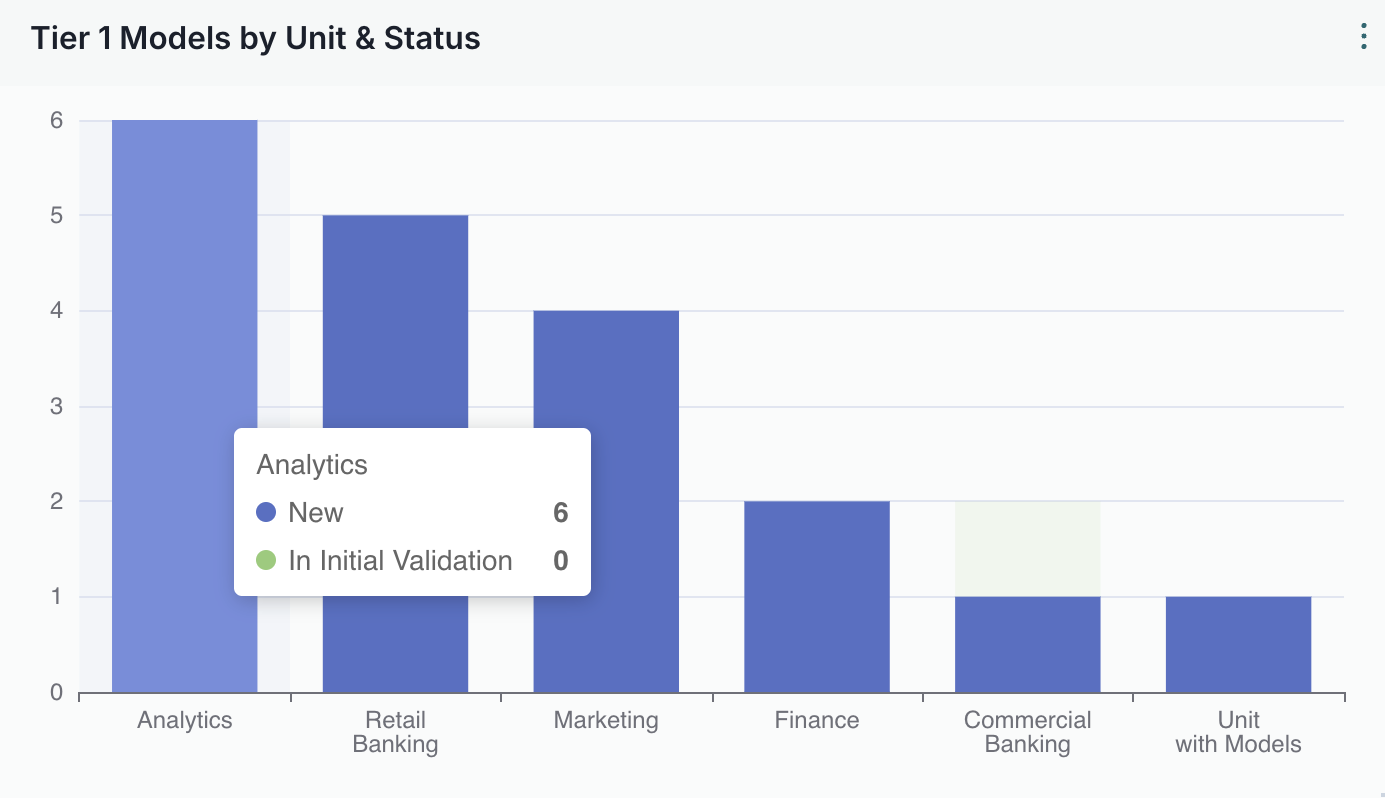 Tier 1 Models by Unit & Status
6
5
4
3
2
1
0
Analytics
New 6
In Initial Validation 0
Analytics
Retail
Banking
Marketing
Finance
Commercial
Banking
Unit
with Models